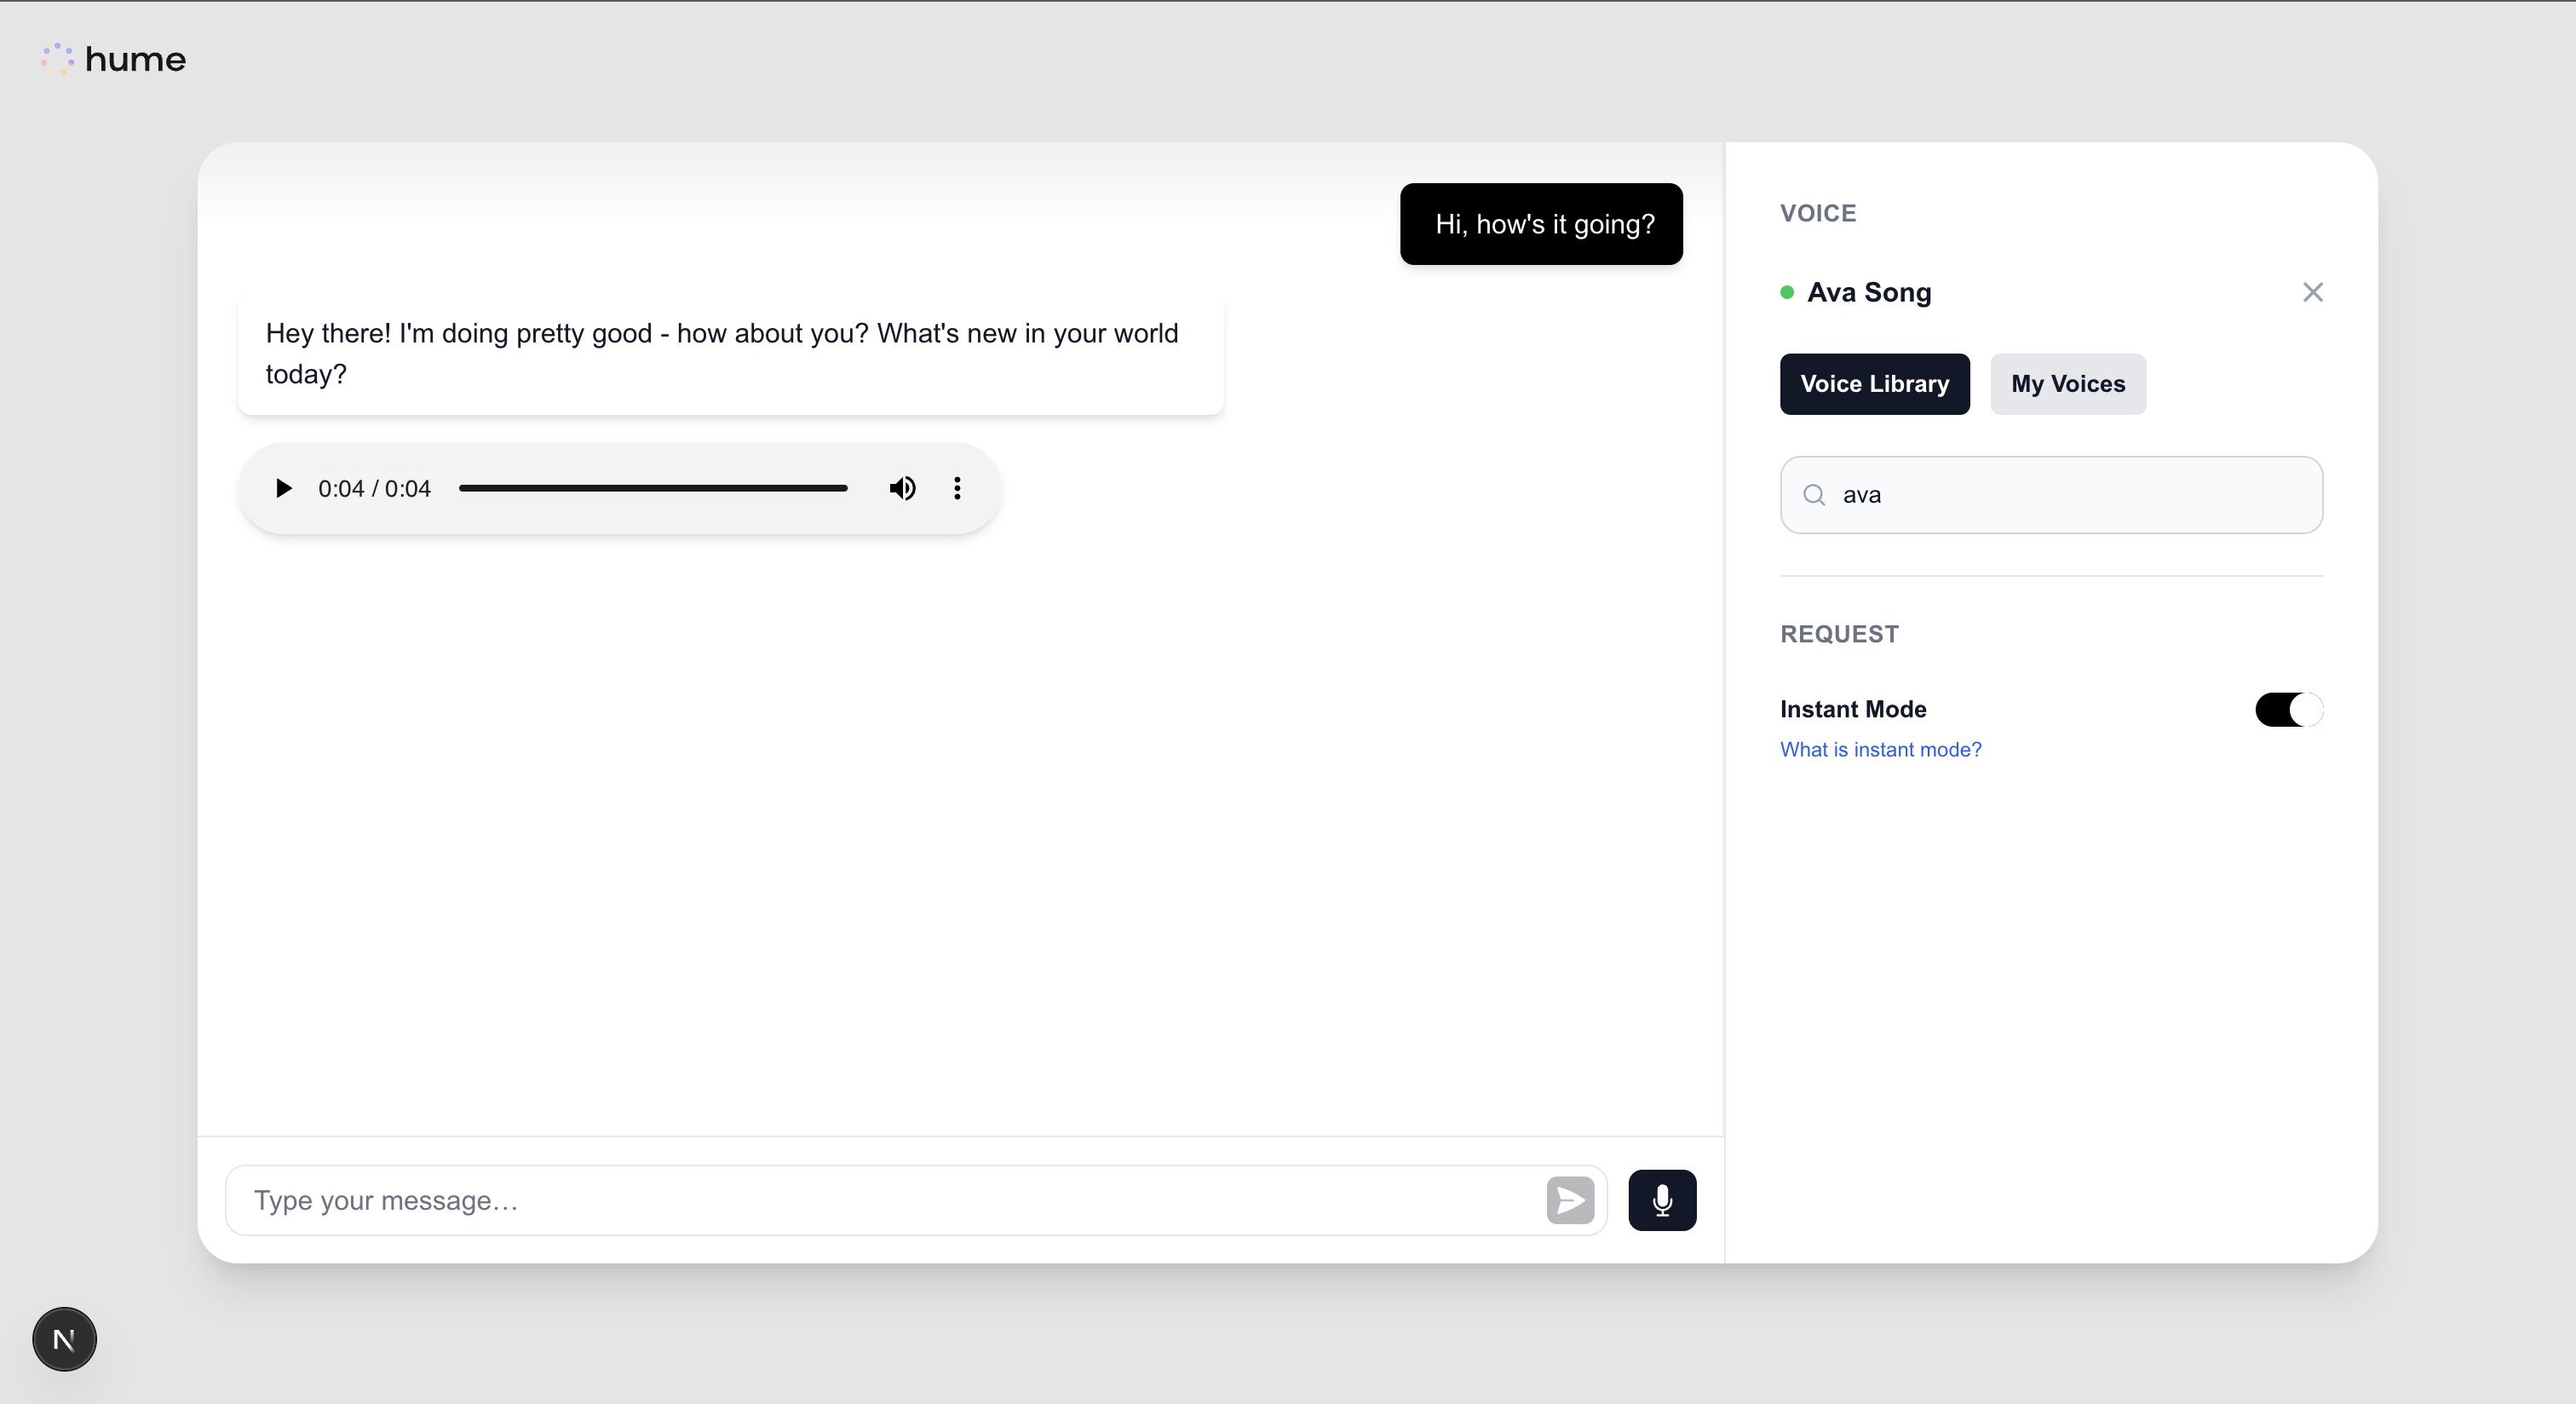 hume
Hi, how's it going?
Hey there! I'm doing pretty good - how about you? What's new in your world
today?
0:04 / 0:04
Type your message…
VOICE
Ava Song
Voice Library
My Voices
ava
REQUEST
Instant Mode
What is instant mode?
N